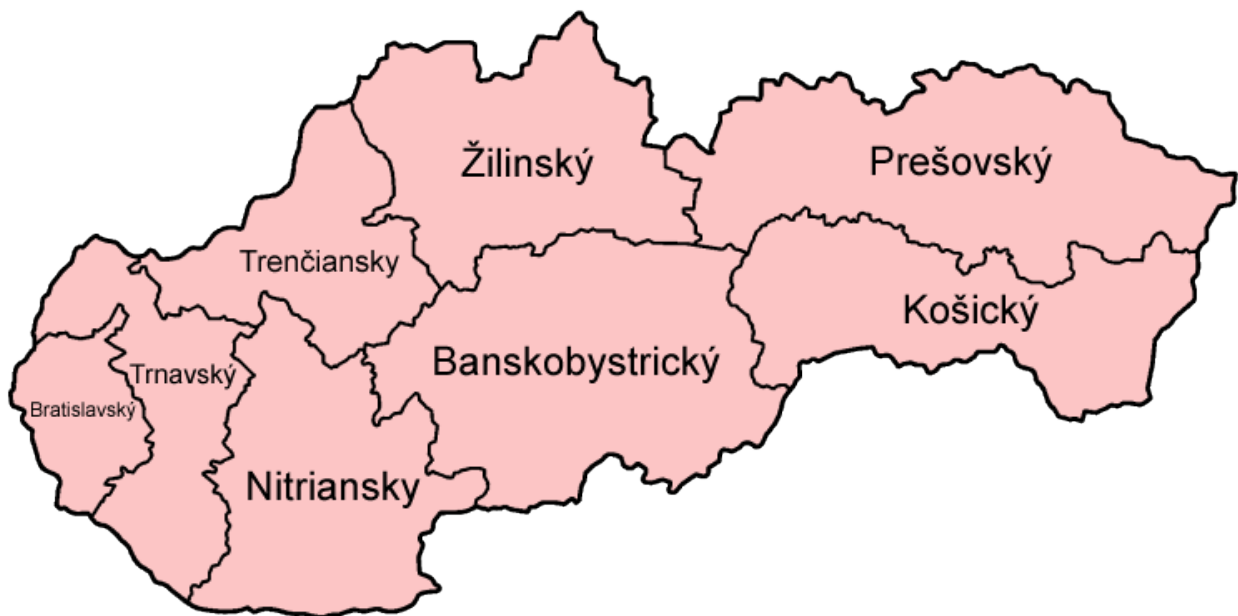 Žilinský
Prešovský
Trenčiansky
Košický
Banskobystrický
Trnavský
Bratislavský
Nitriansky